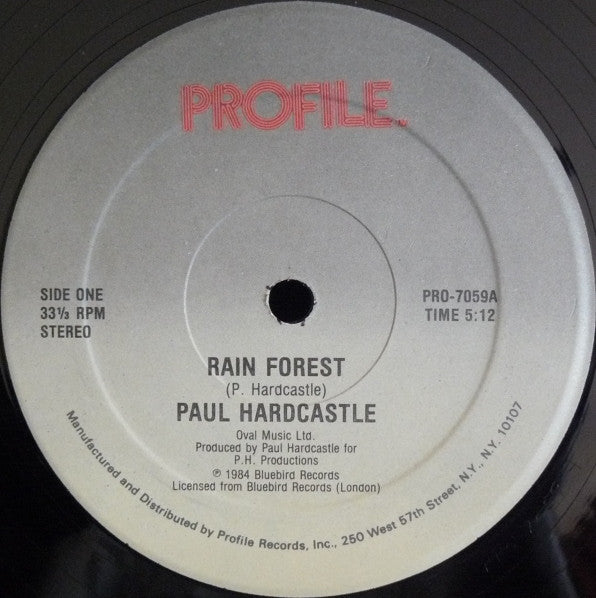 PROFILE.
SIDE ONE
33⅓ RPM
STEREO
PRO-7059A
TIME 5:12
RAIN FOREST
(P. Hardcastle)
PAUL HARDCASTLE
Oval Music Ltd.
Produced by Paul Hardcastle for
P.H. Productions
℗ 1984 Bluebird Records
Licensed from Bluebird Records (London)
Manufactured and Distributed by Profile Records, Inc., 250 West 57th Street, N.Y., N.Y. 10107